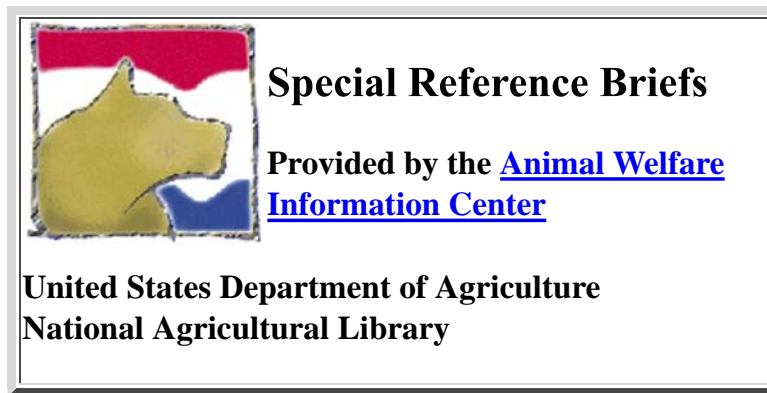 Special Reference Briefs
Provided by the Animal Welfare
Information Center
United States Department of Agriculture
National Agricultural Library